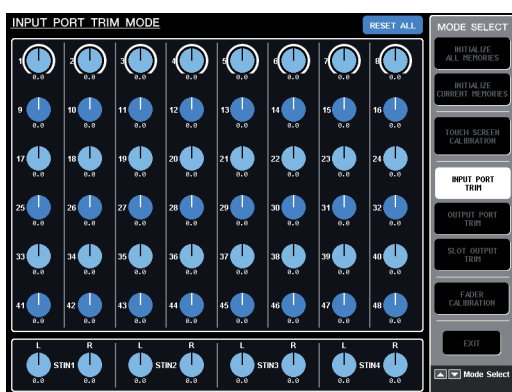 INPUT PORT TRIM MODE
RESET ALL
1 2 3 4 5 6 7 8
0.0 0.0 0.0 0.0 0.0 0.0 0.0 0.0
9 10 11 12 13 14 15 16
0.0 0.0 0.0 0.0 0.0 0.0 0.0 0.0
17 18 19 20 21 22 23 24
0.0 0.0 0.0 0.0 0.0 0.0 0.0 0.0
25 26 27 28 29 30 31 32
0.0 0.0 0.0 0.0 0.0 0.0 0.0 0.0
33 34 35 36 37 38 39 40
0.0 0.0 0.0 0.0 0.0 0.0 0.0 0.0
41 42 43 44 45 46 47 48
0.0 0.0 0.0 0.0 0.0 0.0 0.0 0.0
L R L R L R L R
STIN1 STIN2 STIN3 STIN4
0.0 0.0 0.0 0.0 0.0 0.0 0.0 0.0
MODE SELECT
INITIALIZE
ALL MEMORIES
INITIALIZE
CURRENT MEMORIES
TOUCH SCREEN
CALIBRATION
INPUT PORT
TRIM
OUTPUT PORT
TRIM
SLOT OUTPUT
TRIM
FADER
CALIBRATION
EXIT
Mode Select